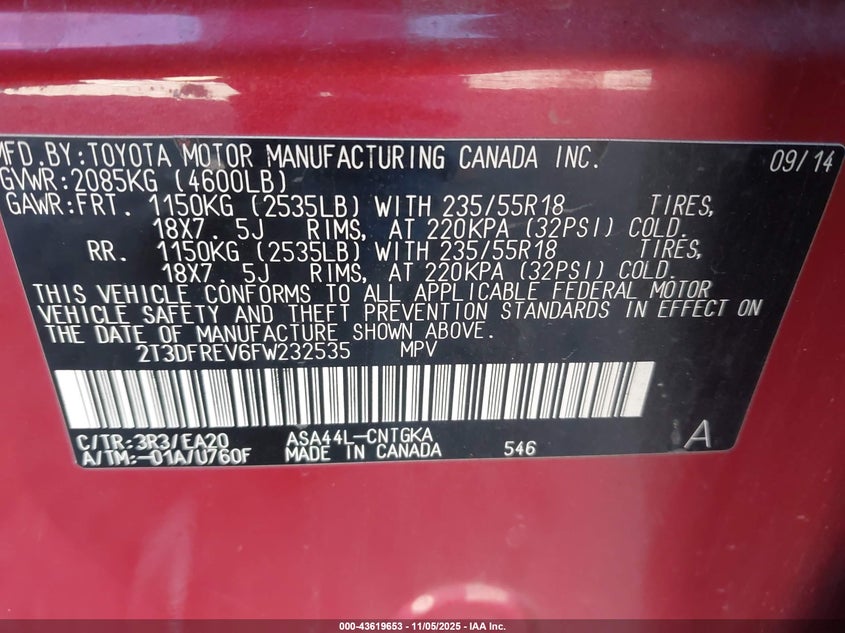 MFD.BY:TOYOTA MOTOR MANUFACTURING CANADA INC. 09/14
GVWR:2085KG (4600LB)
GAWR:FRT. 1150KG (2535LB) WITH 235/55R18 TIRES,
18X7. 5J RIMS, AT 220KPA (32PSI) COLD.
RR. 1150KG (2535LB) WITH 235/55R18 TIRES,
18X7. 5J RIMS, AT 220KPA (32PSI) COLD.
THIS VEHICLE CONFORMS TO ALL APPLICABLE FEDERAL MOTOR
VEHICLE SAFETY AND THEFT PREVENTION STANDARDS IN EFFECT ON
THE DATE OF MANUFACTURE SHOWN ABOVE.
2T3DFREV6FW232535 MPV
C/TR:3R3/EA20 ASA44L-CNTGKA
A/TM:-01A/U760F MADE IN CANADA 546 A
000-43619653 - 11/05/2025 - IAA Inc.